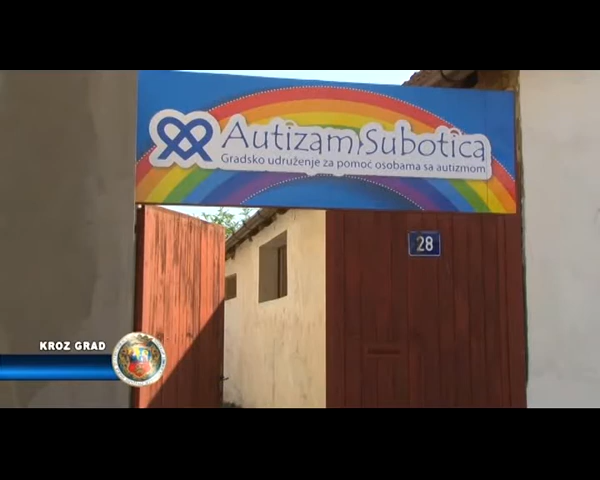 Autizam Subotica
Gradsko udruženje za pomoć osobama sa autizmom
28
KROZ GRAD